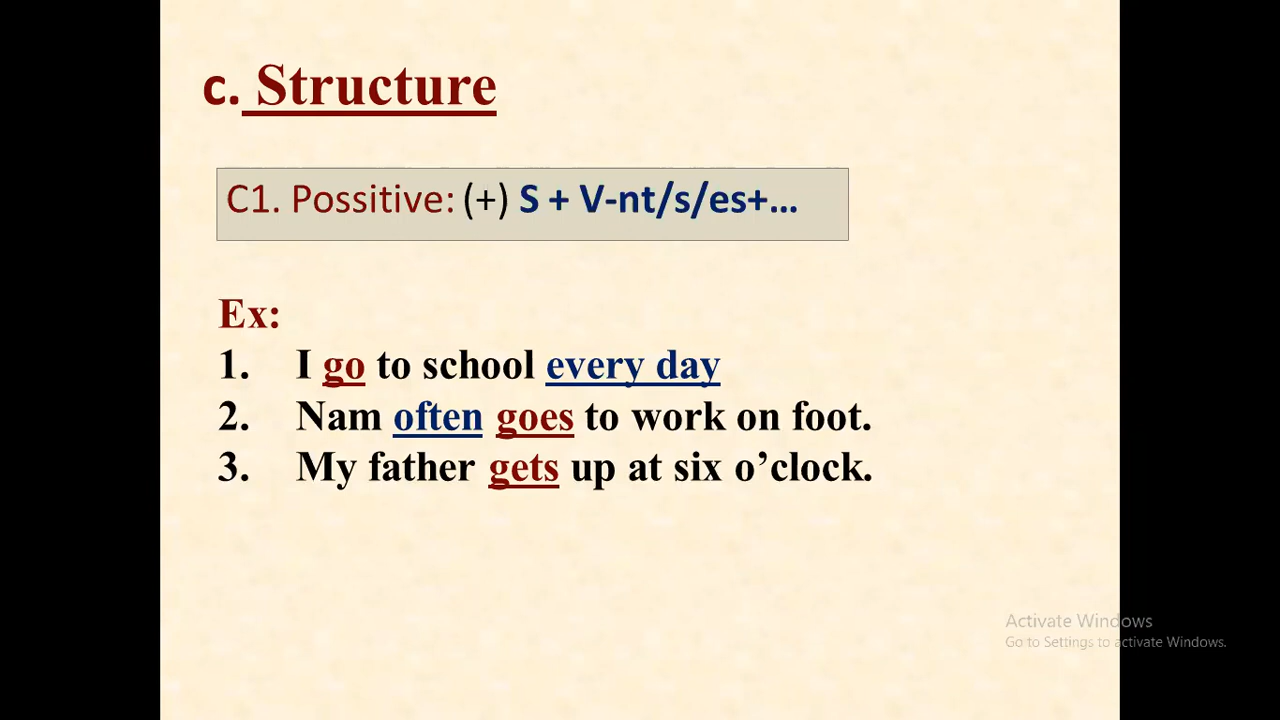 c. Structure
C1. Possitive: (+) S + V-nt/s/es+...
Ex:
1. I go to school every day
2. Nam often goes to work on foot.
3. My father gets up at six o’clock.
Activate Windows
Go to Settings to activate Windows.